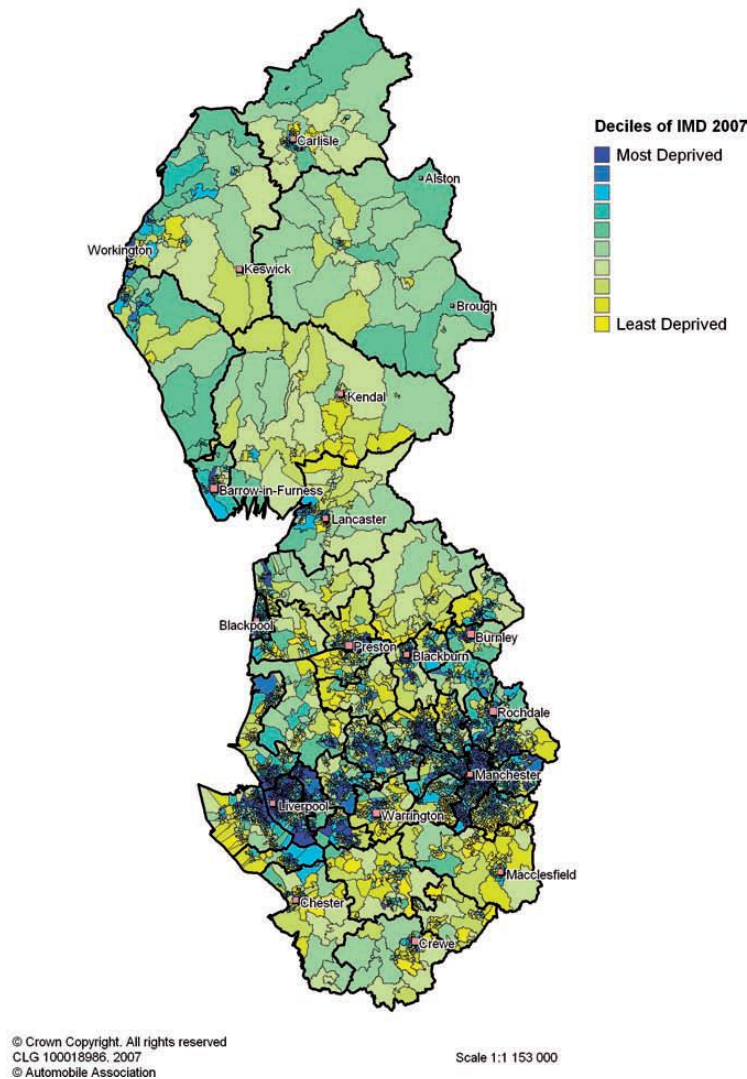 Deciles of IMD 2007
Most Deprived
Least Deprived
Carlisle
Alston
Workington
Keswick
Brough
Kendal
Barrow-in-Furness
Lancaster
Blackpool
Preston
Burnley
Blackburn
Rochdale
Manchester
Liverpool
Warrington
Macclesfield
Chester
Crewe
© Crown Copyright. All rights reserved
CLG 100018986. 2007
© Automobile Association
Scale 1:1 153 000